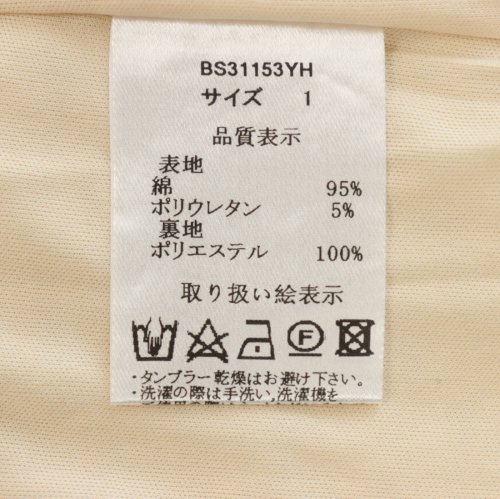 BS31153YH
サイズ 1
品質表示
表地
綿 95%
ポリウレタン 5%
裏地
ポリエステル 100%
取り扱い絵表示
F
・タンブラー乾燥はお避け下さい。
・洗濯の際は手洗い,洗濯機を